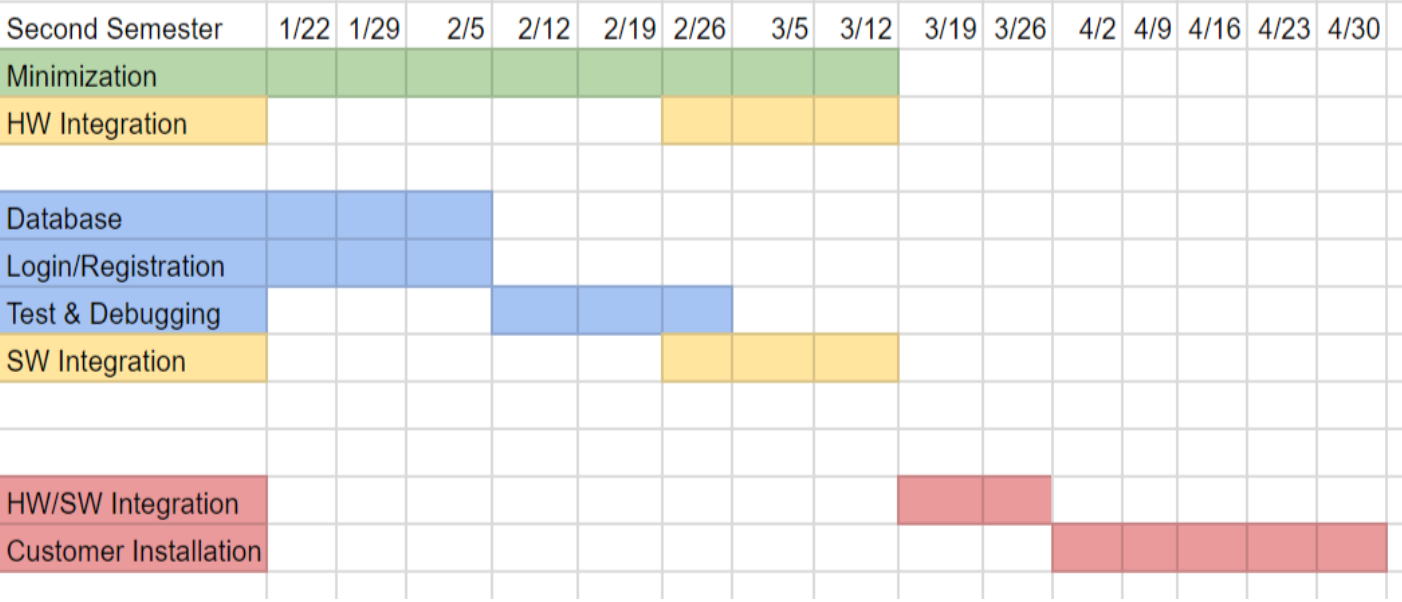 Second Semester 1/22 1/29 2/5 2/12 2/19 2/26 3/5 3/12 3/19 3/26 4/2 4/9 4/16 4/23 4/30
Minimization
HW Integration
Database
Login/Registration
Test & Debugging
SW Integration
HW/SW Integration
Customer Installation